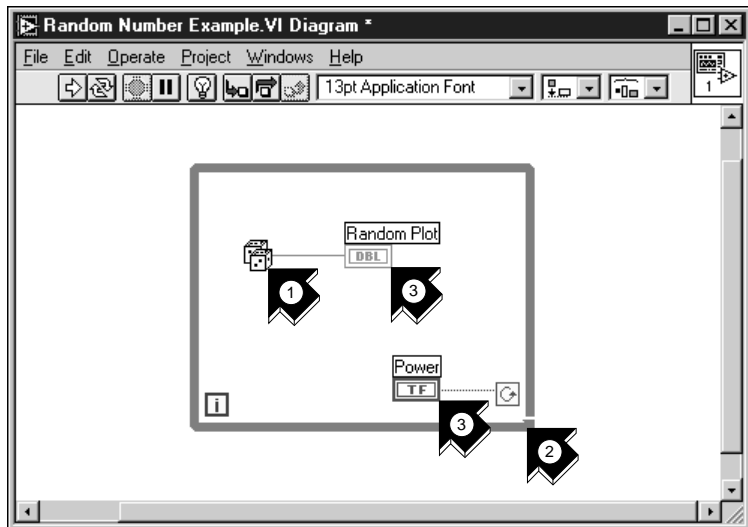 Random Number Example.VI Diagram *
File Edit Operate Project Windows Help
13pt Application Font
1
Random Plot
DBL
1
3
Power
TF
i
3
2